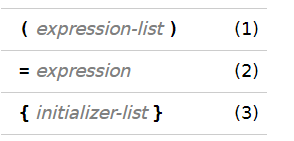 ( expression-list ) (1)
= expression (2)
{ initializer-list } (3)